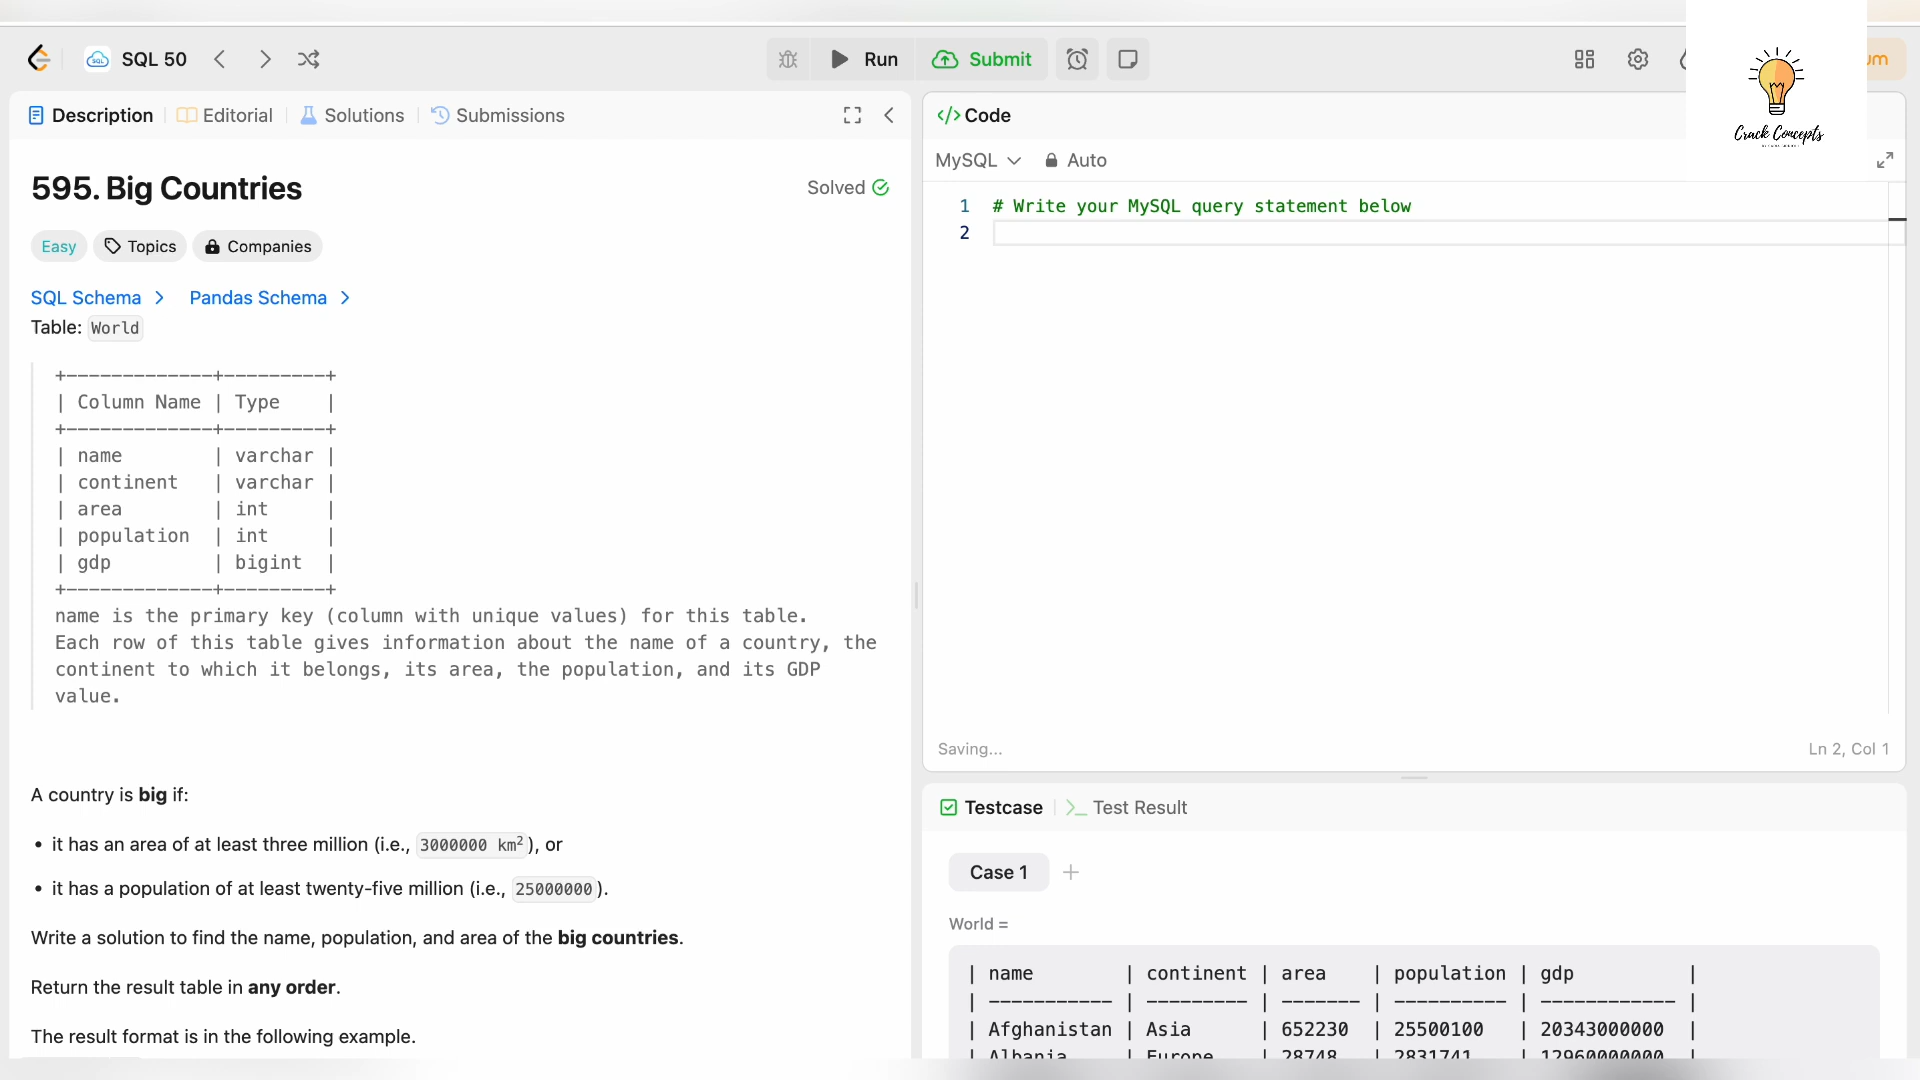 SQL 50
Run
Submit
Crack Concepts
Description
Editorial
Solutions
Submissions
</> Code
MySQL
Auto
595. Big Countries
Solved
Easy
Topics
Companies
SQL Schema
Pandas Schema
Table: World
+-------------+---------+
| Column Name | Type    |
+-------------+---------+
| name        | varchar |
| continent   | varchar |
| area        | int     |
| population  | int     |
| gdp         | bigint  |
+-------------+---------+
name is the primary key (column with unique values) for this table.
Each row of this table gives information about the name of a country, the
continent to which it belongs, its area, the population, and its GDP
value.
A country is big if:
• it has an area of at least three million (i.e., 3000000 km²), or
• it has a population of at least twenty-five million (i.e., 25000000).
Write a solution to find the name, population, and area of the big countries.
Return the result table in any order.
The result format is in the following example.
1 # Write your MySQL query statement below
2
Saving...
Ln 2, Col 1
Testcase
Test Result
Case 1
World =
| name        | continent | area    | population | gdp          |
| ----------- | --------- | ------- | ---------- | ------------ |
| Afghanistan | Asia      | 652230  | 25500100   | 20343000000  |
| Albania     | Europe    | 28748   | 2831741    | 12960000000  |